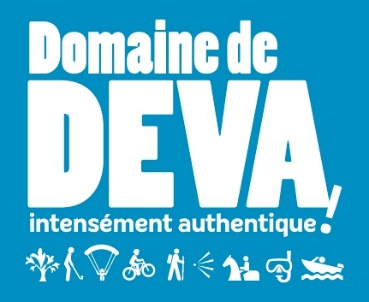 Domaine de
DEVA
intensément authentique !